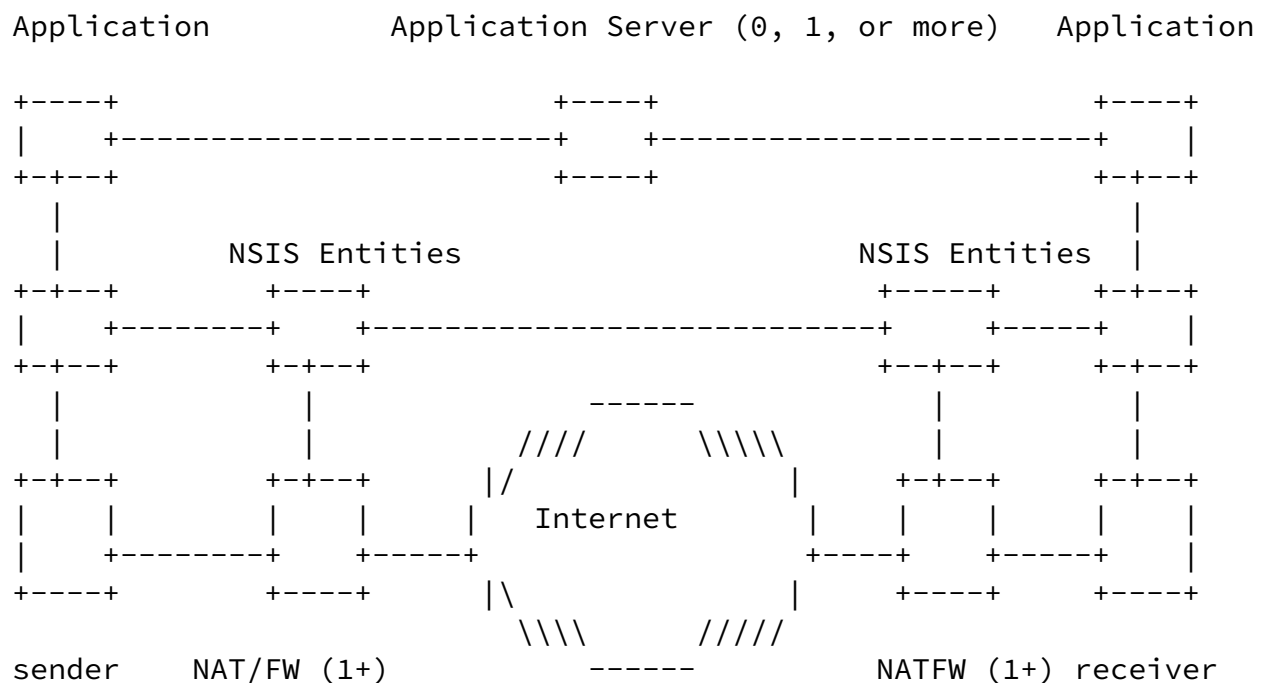 Application Application Server (0, 1, or more) Application
NSIS Entities NSIS Entities
Internet
sender NAT/FW (1+) NATFW (1+) receiver